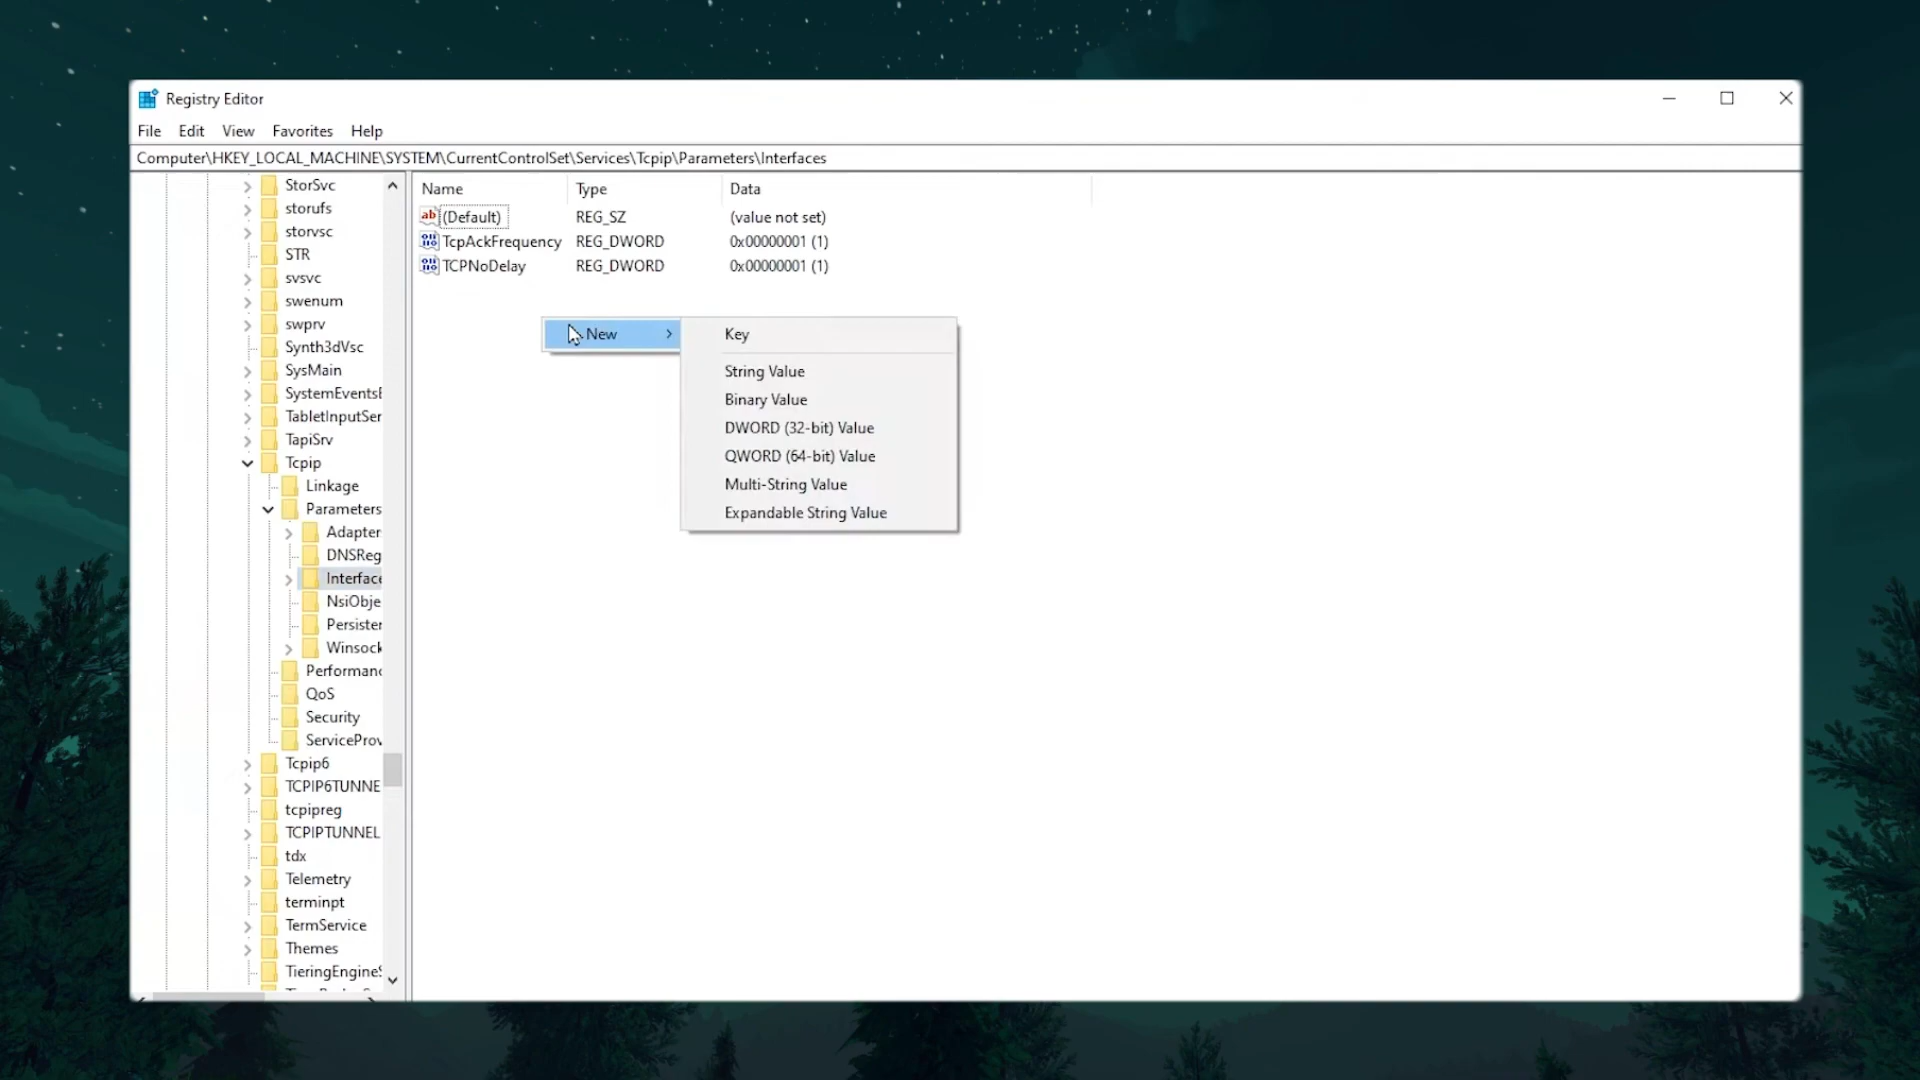 Registry Editor
File Edit View Favorites Help
Computer\HKEY_LOCAL_MACHINE\SYSTEM\CurrentControlSet\Services\Tcpip\Parameters\Interfaces
StorSvc
storufs
storvsc
STR
svsvc
swenum
swprv
Synth3dVsc
SysMain
SystemEventsE
TabletInputSer
TapiSrv
Tcpip
Linkage
Parameters
Adapter
DNSReg
Interface
NsiObje
Persister
Winsock
Performanc
QoS
Security
ServiceProv
Tcpip6
TCPIP6TUNNE
tcpipreg
TCPIPTUNNEL
tdx
Telemetry
terminpt
TermService
Themes
TieringEngineS
Name Type Data
ab (Default) REG_SZ (value not set)
TcpAckFrequency REG_DWORD 0x00000001 (1)
TCPNoDelay REG_DWORD 0x00000001 (1)
New
Key
String Value
Binary Value
DWORD (32-bit) Value
QWORD (64-bit) Value
Multi-String Value
Expandable String Value